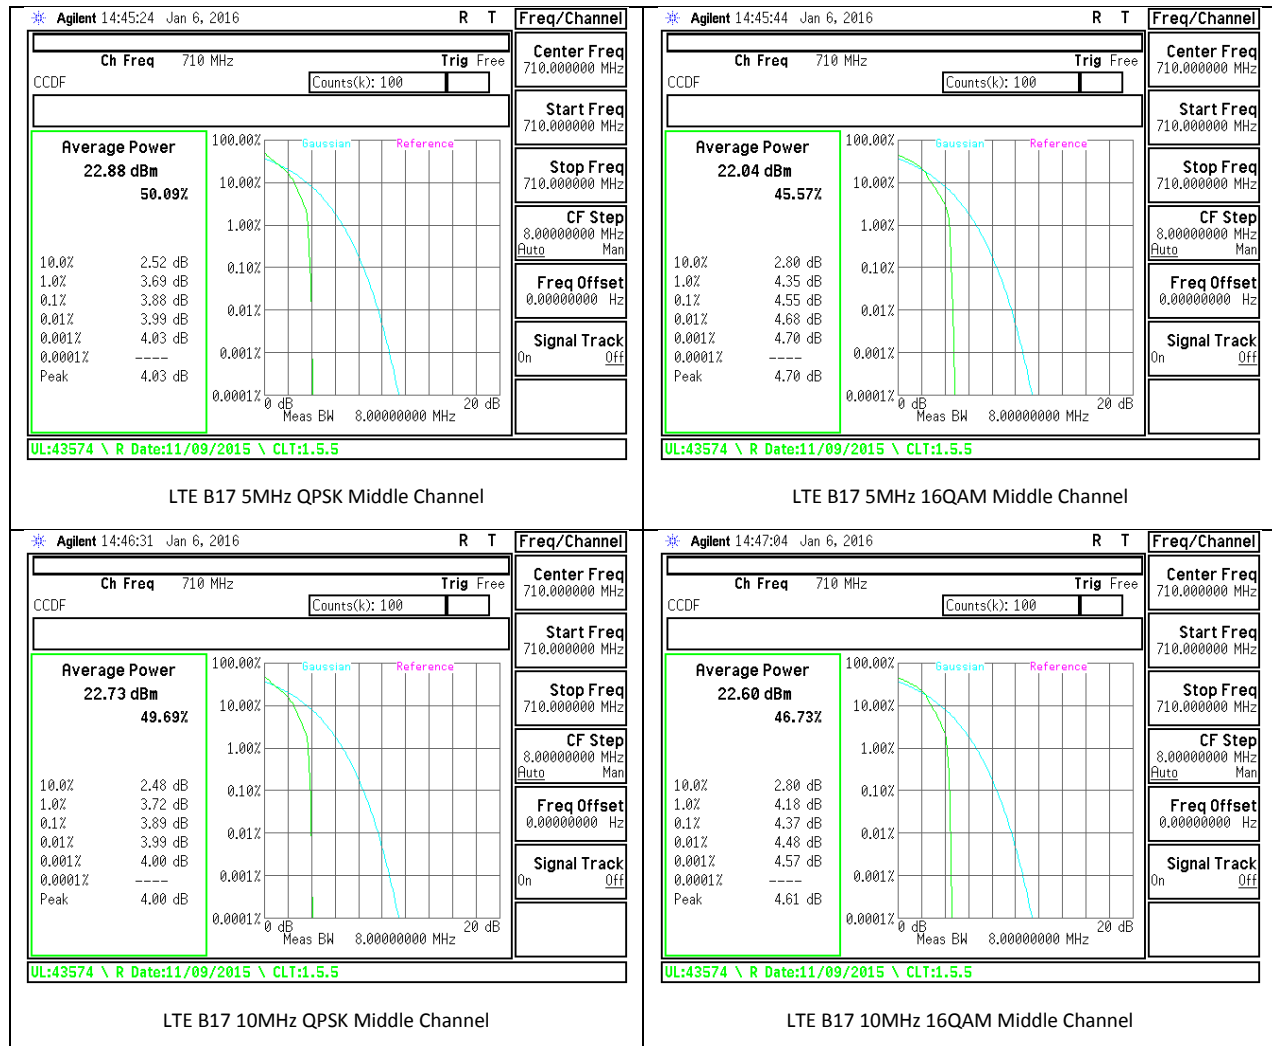 Agilent 14:45:24 Jan 6, 2016 R T Freq/Channel
Ch Freq 710 MHz Trig Free
CCDF Counts(k): 100
Center Freq
710.000000 MHz
Start Freq
710.000000 MHz
Stop Freq
710.000000 MHz
CF Step
8.00000000 MHz
Auto Man
Freq Offset
0.00000000 Hz
Signal Track
On Off
Average Power
22.88 dBm
50.09%
10.0% 2.52 dB
1.0% 3.69 dB
0.1% 3.88 dB
0.01% 3.99 dB
0.001% 4.03 dB
0.0001% ----
Peak 4.03 dB
Gaussian Reference
100.00%
10.00%
1.00%
0.10%
0.01%
0.001%
0.0001%
0 dB 20 dB
Meas BW 8.00000000 MHz
UL:43574 \ R Date:11/09/2015 \ CLT:1.5.5
LTE B17 5MHz QPSK Middle Channel
Agilent 14:45:44 Jan 6, 2016 R T Freq/Channel
Ch Freq 710 MHz Trig Free
CCDF Counts(k): 100
Center Freq
710.000000 MHz
Start Freq
710.000000 MHz
Stop Freq
710.000000 MHz
CF Step
8.00000000 MHz
Auto Man
Freq Offset
0.00000000 Hz
Signal Track
On Off
Average Power
22.04 dBm
45.57%
10.0% 2.80 dB
1.0% 4.35 dB
0.1% 4.55 dB
0.01% 4.68 dB
0.001% 4.70 dB
0.0001% ----
Peak 4.70 dB
Gaussian Reference
100.00%
10.00%
1.00%
0.10%
0.01%
0.001%
0.0001%
0 dB 20 dB
Meas BW 8.00000000 MHz
UL:43574 \ R Date:11/09/2015 \ CLT:1.5.5
LTE B17 5MHz 16QAM Middle Channel
Agilent 14:46:31 Jan 6, 2016 R T Freq/Channel
Ch Freq 710 MHz Trig Free
CCDF Counts(k): 100
Center Freq
710.000000 MHz
Start Freq
710.000000 MHz
Stop Freq
710.000000 MHz
CF Step
8.00000000 MHz
Auto Man
Freq Offset
0.00000000 Hz
Signal Track
On Off
Average Power
22.73 dBm
49.69%
10.0% 2.48 dB
1.0% 3.72 dB
0.1% 3.89 dB
0.01% 3.99 dB
0.001% 4.00 dB
0.0001% ----
Peak 4.00 dB
Gaussian Reference
100.00%
10.00%
1.00%
0.10%
0.01%
0.001%
0.0001%
0 dB 20 dB
Meas BW 8.00000000 MHz
UL:43574 \ R Date:11/09/2015 \ CLT:1.5.5
LTE B17 10MHz QPSK Middle Channel
Agilent 14:47:04 Jan 6, 2016 R T Freq/Channel
Ch Freq 710 MHz Trig Free
CCDF Counts(k): 100
Center Freq
710.000000 MHz
Start Freq
710.000000 MHz
Stop Freq
710.000000 MHz
CF Step
8.00000000 MHz
Auto Man
Freq Offset
0.00000000 Hz
Signal Track
On Off
Average Power
22.60 dBm
46.73%
10.0% 2.80 dB
1.0% 4.18 dB
0.1% 4.37 dB
0.01% 4.48 dB
0.001% 4.57 dB
0.0001% ----
Peak 4.61 dB
Gaussian Reference
100.00%
10.00%
1.00%
0.10%
0.01%
0.001%
0.0001%
0 dB 20 dB
Meas BW 8.00000000 MHz
UL:43574 \ R Date:11/09/2015 \ CLT:1.5.5
LTE B17 10MHz 16QAM Middle Channel